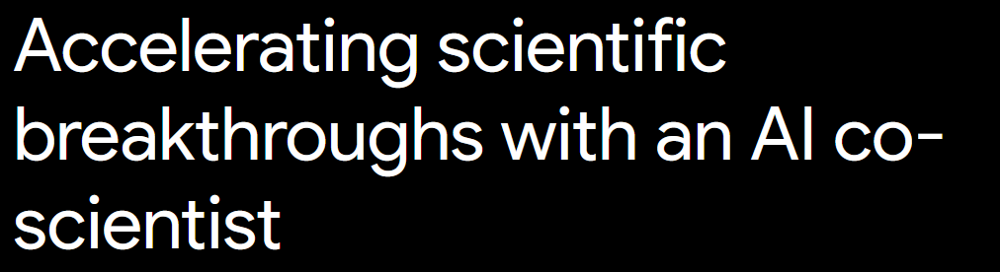 Accelerating scientific
breakthroughs with an AI co-
scientist